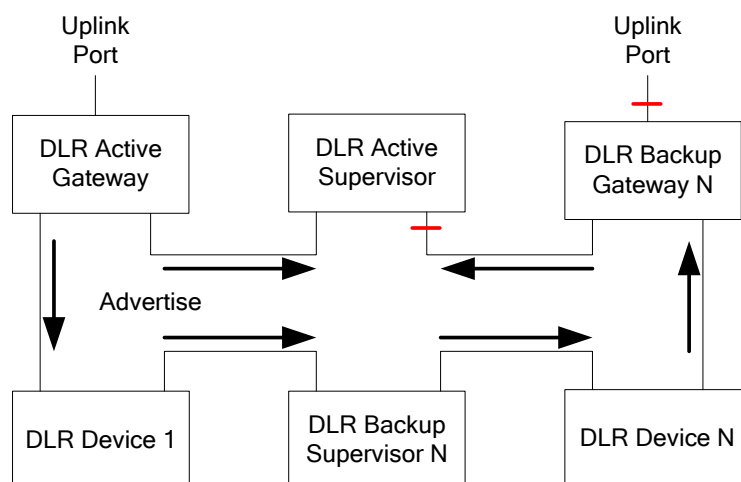 Uplink
Port
Uplink
Port
DLR Active
Gateway
DLR Active
Supervisor
DLR Backup
Gateway N
Advertise
DLR Device 1
DLR Backup
Supervisor N
DLR Device N